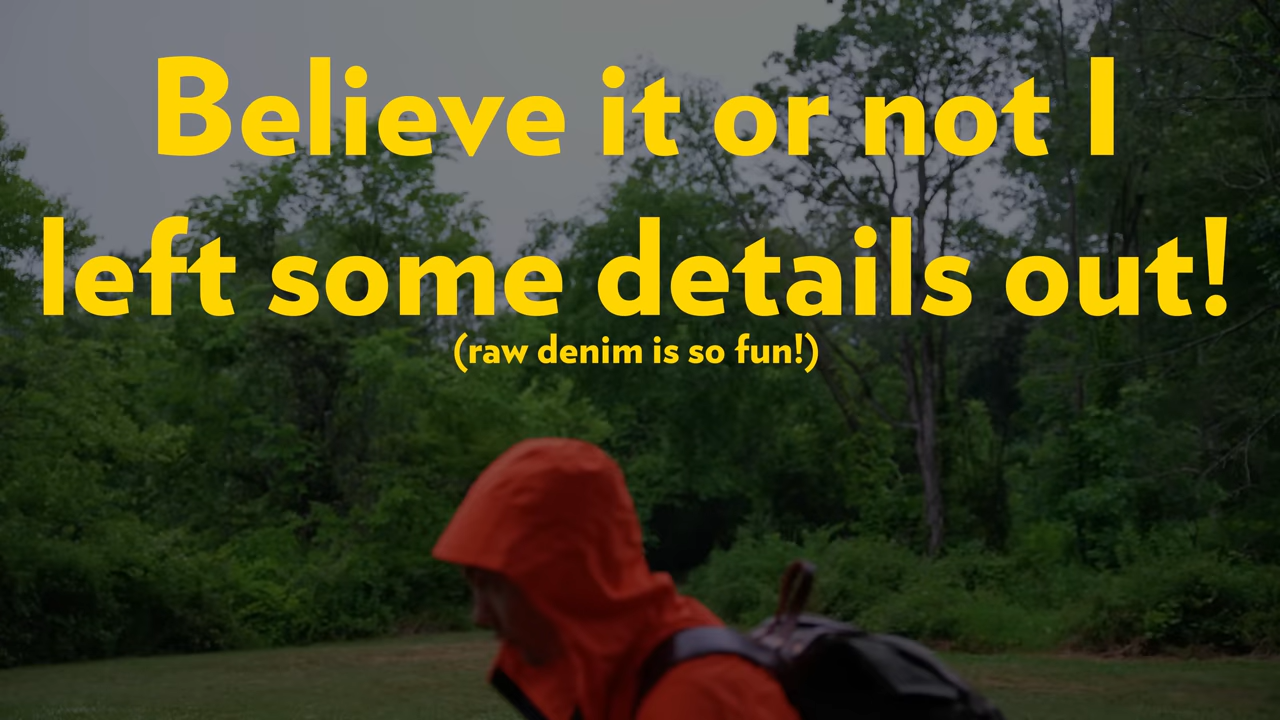 Believe it or not I
left some details out!
(raw denim is so fun!)